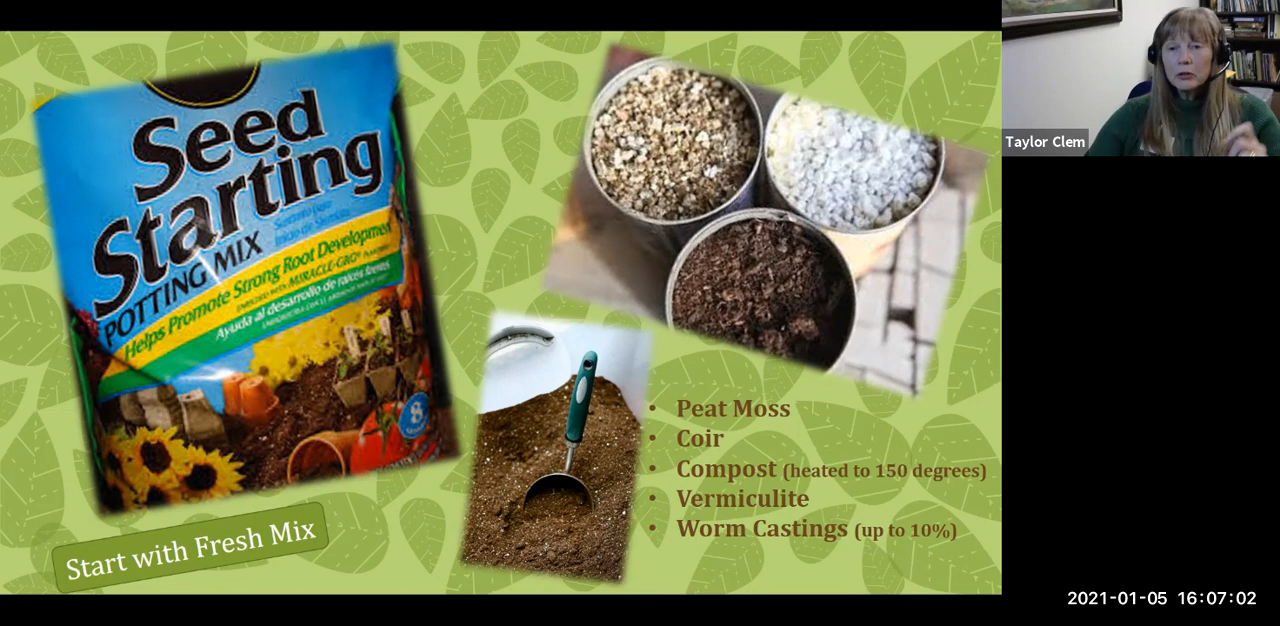 Seed
Starting
POTTING MIX
Helps Promote Strong Root Development
Ayuda al desarrollo de raíces fuertes
8
Start with Fresh Mix
• Peat Moss
• Coir
• Compost (heated to 150 degrees)
• Vermiculite
• Worm Castings (up to 10%)
Taylor Clem
2021-01-05 16:07:02